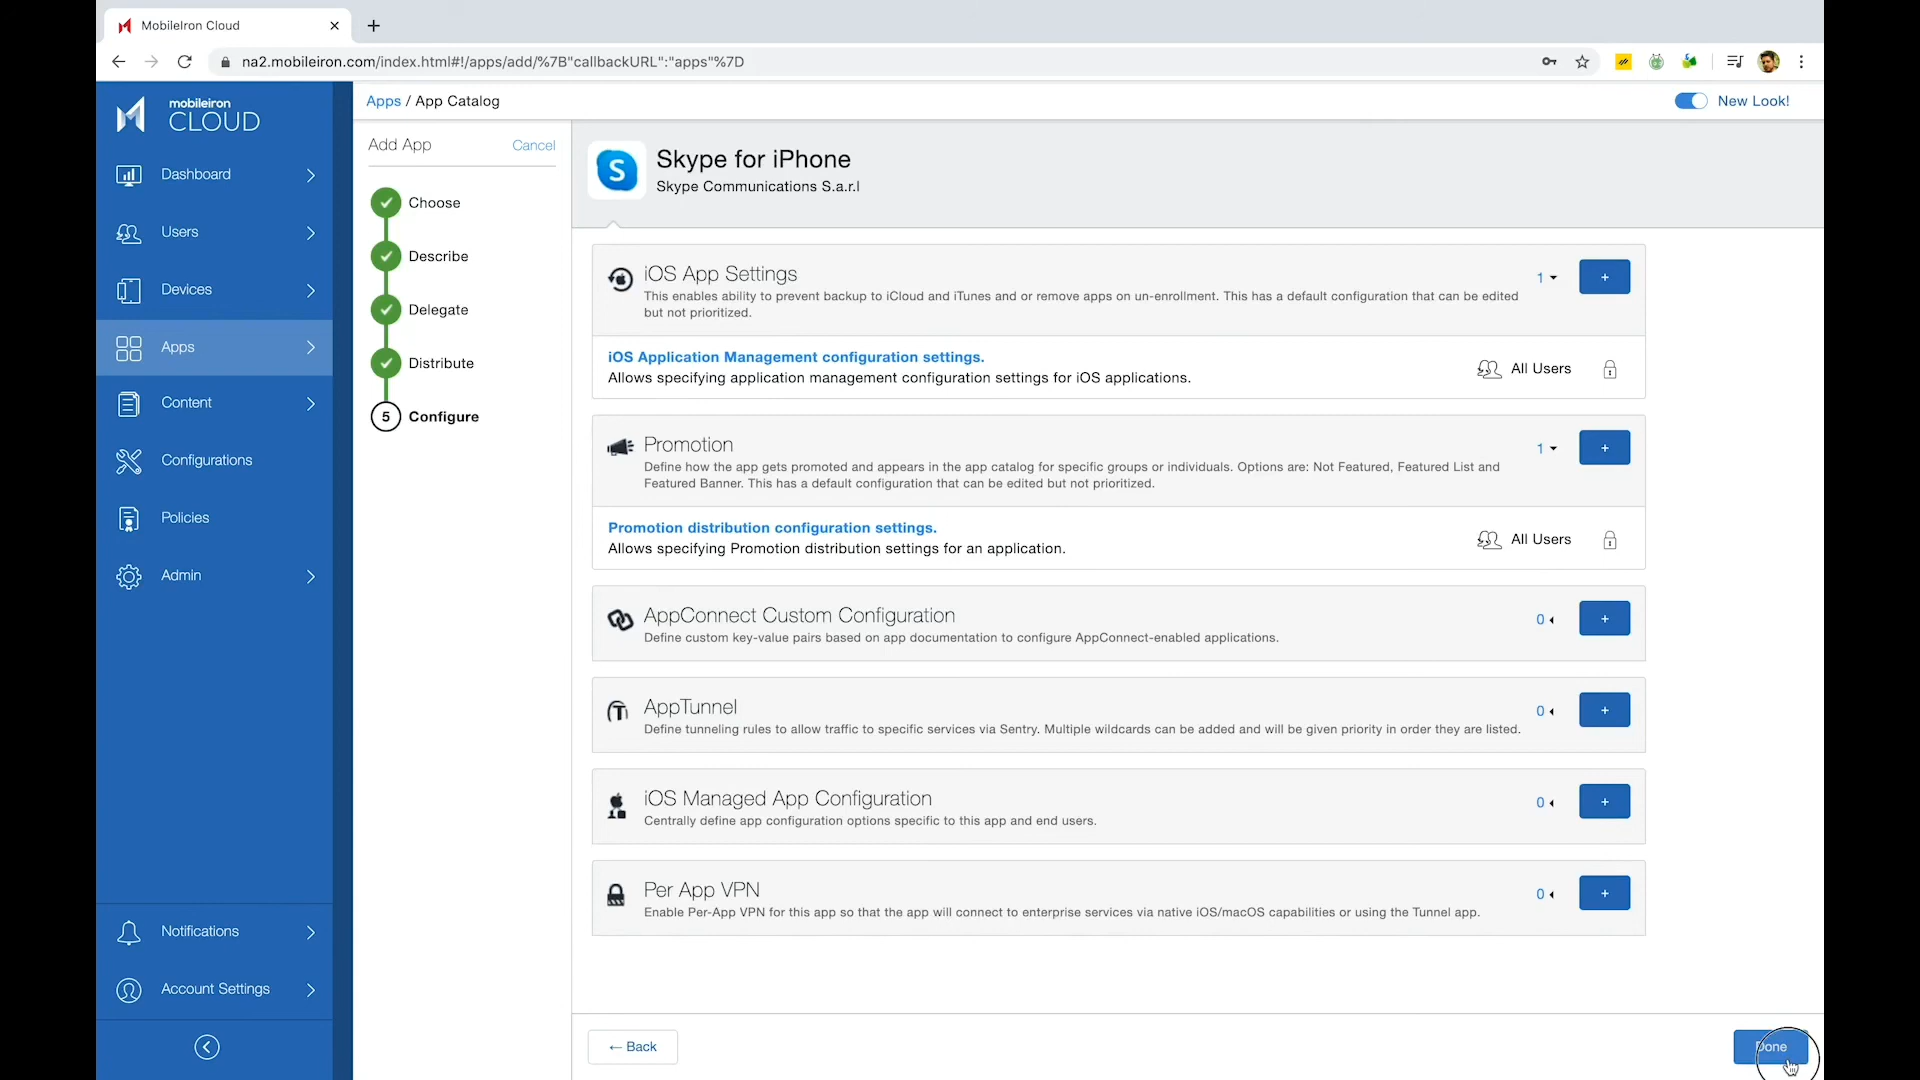 MobileIron Cloud
na2.mobileiron.com/index.html#!/apps/add/%7B"callbackURL":"apps"%7D
mobileiron
CLOUD
Dashboard
Users
Devices
Apps
Content
Configurations
Policies
Admin
Notifications
Account Settings
Apps / App Catalog
New Look!
Add App
Cancel
Choose
Describe
Delegate
Distribute
5 Configure
S
Skype for iPhone
Skype Communications S.a.r.l
iOS App Settings
1
+
This enables ability to prevent backup to iCloud and iTunes and or remove apps on un-enrollment. This has a default configuration that can be edited
but not prioritized.
iOS Application Management configuration settings.
Allows specifying application management configuration settings for iOS applications.
All Users
Promotion
1
+
Define how the app gets promoted and appears in the app catalog for specific groups or individuals. Options are: Not Featured, Featured List and
Featured Banner. This has a default configuration that can be edited but not prioritized.
Promotion distribution configuration settings.
Allows specifying Promotion distribution settings for an application.
All Users
AppConnect Custom Configuration
0
+
Define custom key-value pairs based on app documentation to configure AppConnect-enabled applications.
AppTunnel
0
+
Define tunneling rules to allow traffic to specific services via Sentry. Multiple wildcards can be added and will be given priority in order they are listed.
iOS Managed App Configuration
0
+
Centrally define app configuration options specific to this app and end users.
Per App VPN
0
+
Enable Per-App VPN for this app so that the app will connect to enterprise services via native iOS/macOS capabilities or using the Tunnel app.
← Back
Done